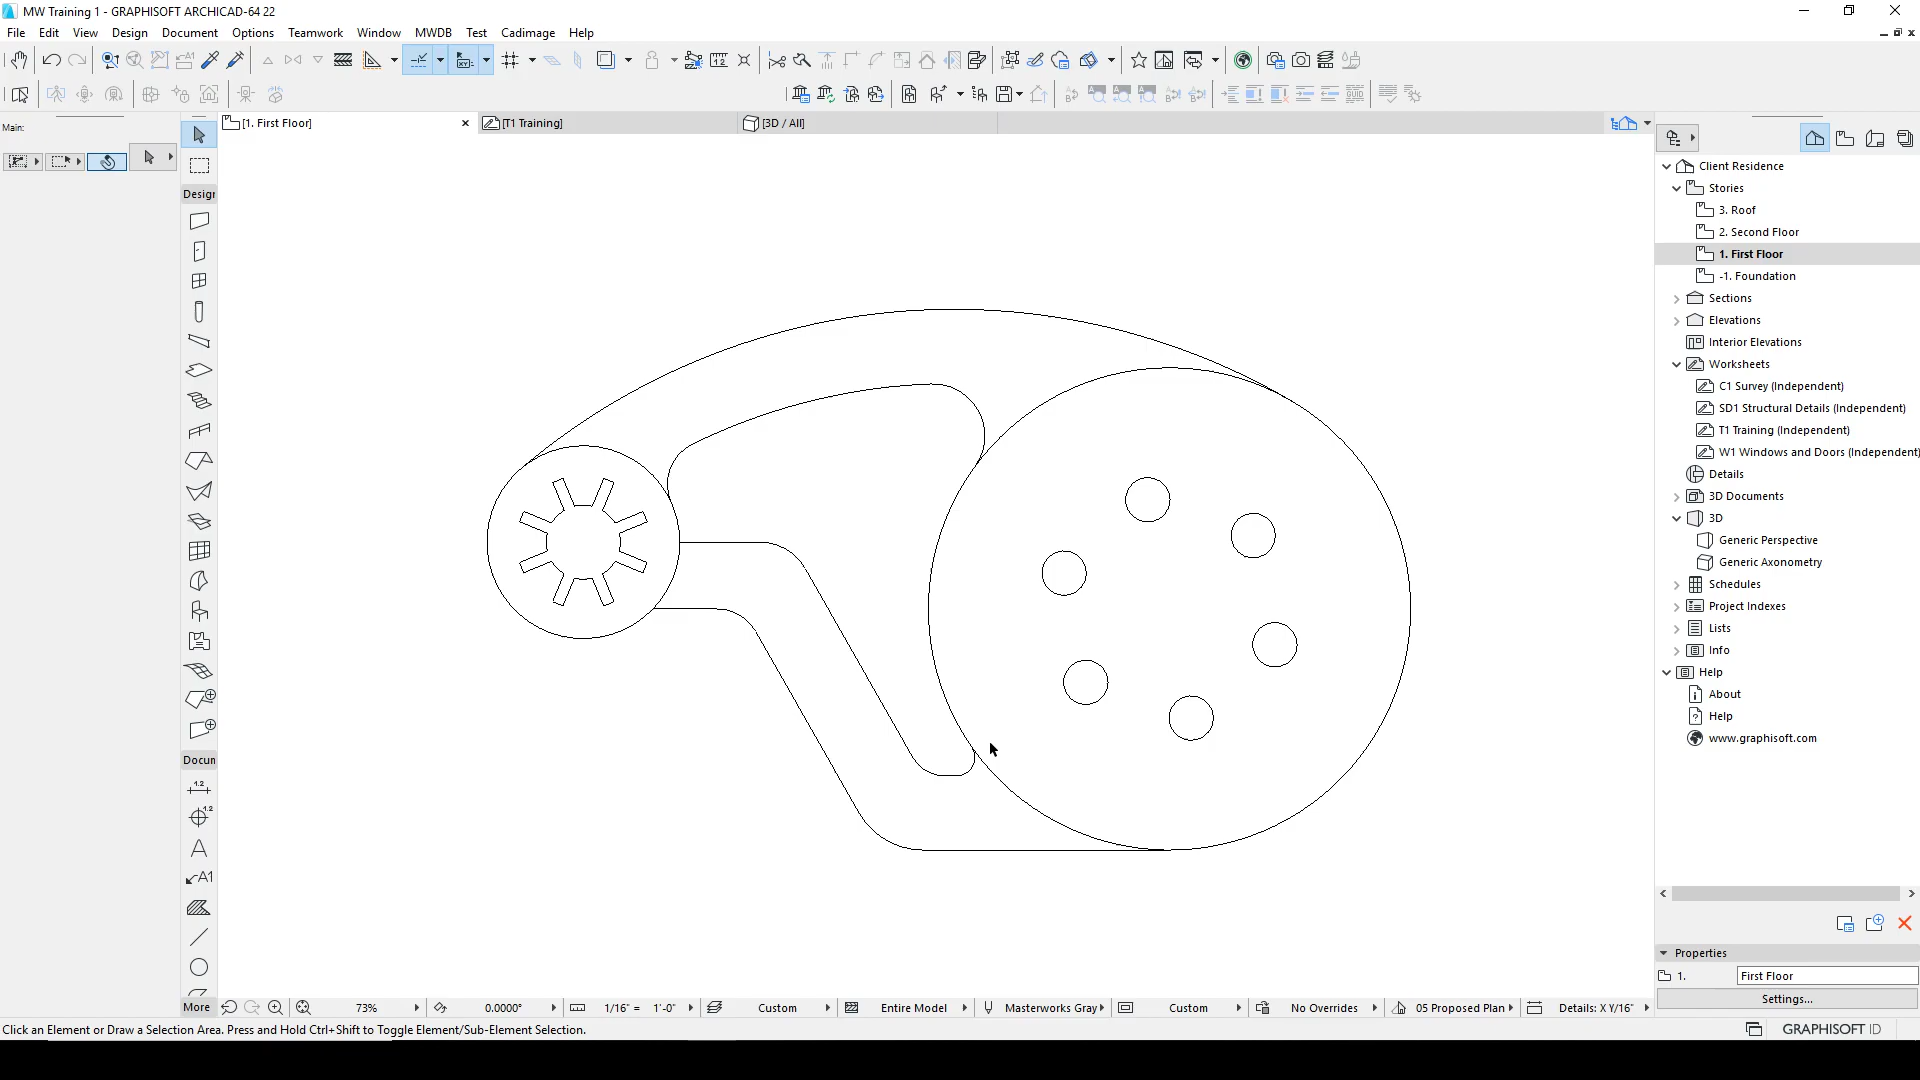 MW Training 1 - GRAPHISOFT ARCHICAD-64 22
File Edit View Design Document Options Teamwork Window MWDB Test Cadimage Help
Main:
[1. First Floor]
[T1 Training]
[3D / All]
Desigr
Docun
1.2
1.2
A
A1
More
Client Residence
Stories
3. Roof
2. Second Floor
1. First Floor
-1. Foundation
Sections
Elevations
Interior Elevations
Worksheets
C1 Survey (Independent)
SD1 Structural Details (Independent)
T1 Training (Independent)
W1 Windows and Doors (Independent)
Details
3D Documents
3D
Generic Perspective
Generic Axonometry
Schedules
Project Indexes
Lists
Info
Help
About
Help
www.graphisoft.com
Properties
1. First Floor
Settings...
73% 0.0000° 1/16" = 1'-0" Custom Entire Model Masterworks Gray Custom No Overrides 05 Proposed Plan Details: X Y/16"
Click an Element or Draw a Selection Area. Press and Hold Ctrl+Shift to Toggle Element/Sub-Element Selection.
GRAPHISOFT ID